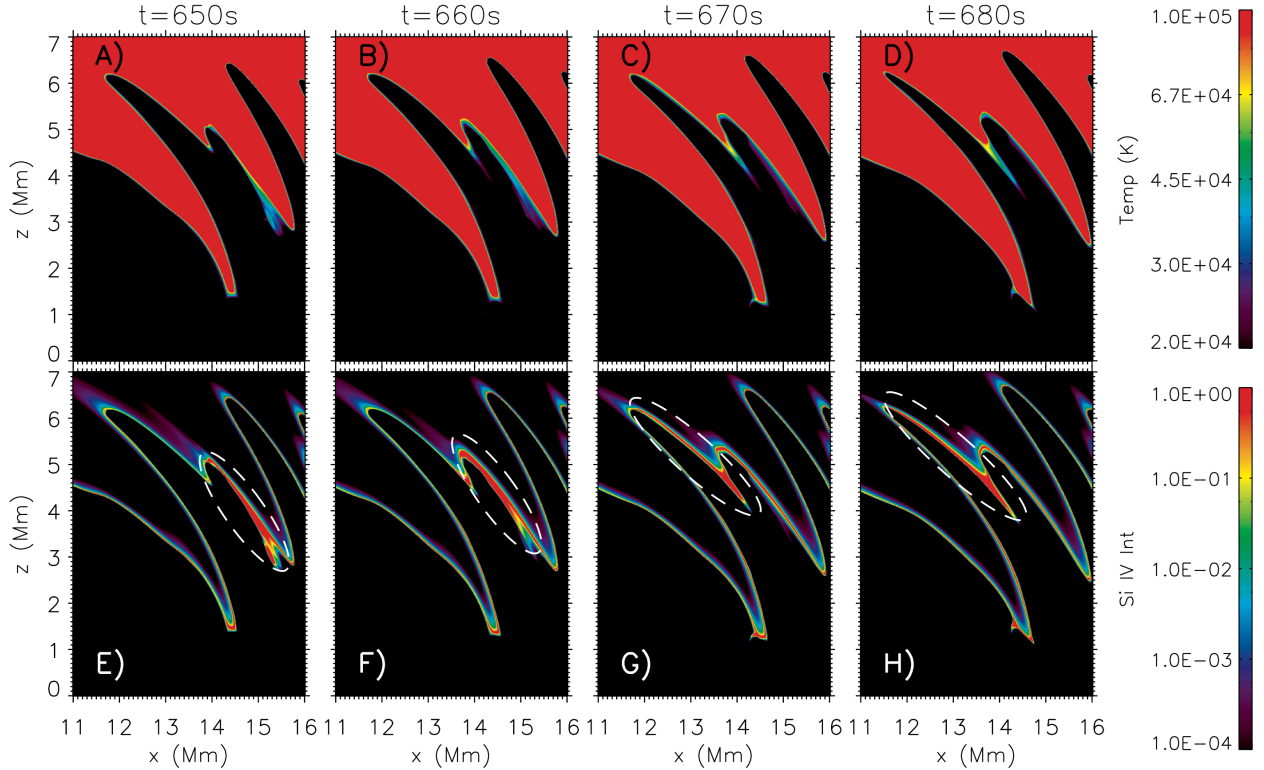 t=650s t=660s t=670s t=680s
A) B) C) D)
7
6
5
4
3
2
1
0
z (Mm)
1.0E+05
6.7E+04
4.5E+04
3.0E+04
2.0E+04
Temp (K)
7
6
5
4
3
2
1
0
z (Mm)
E) F) G) H)
1.0E+00
1.0E-01
1.0E-02
1.0E-03
1.0E-04
Si IV Int
11 12 13 14 15 16 11 12 13 14 15 16 11 12 13 14 15 16 11 12 13 14 15 16
x (Mm) x (Mm) x (Mm) x (Mm)